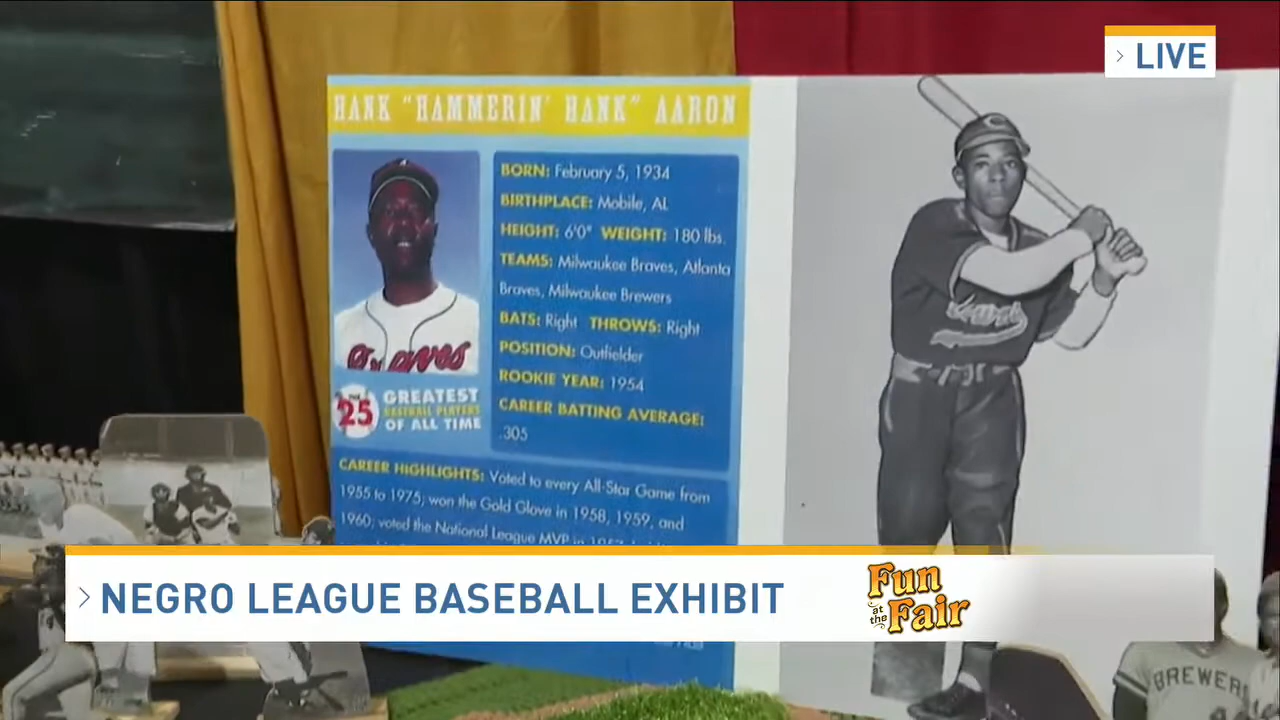 LIVE
HANK "HAMMERIN' HANK" AARON
BORN: February 5, 1934
BIRTHPLACE: Mobile, AL
HEIGHT: 6'0" WEIGHT: 180 lbs.
TEAMS: Milwaukee Braves, Atlanta
Braves, Milwaukee Brewers
BATS: Right THROWS: Right
POSITION: Outfielder
ROOKIE YEAR: 1954
CAREER BATTING AVERAGE:
.305
Braves
25
GREATEST
BASEBALL PLAYERS
OF ALL TIME
CAREER HIGHLIGHTS: Voted to every All-Star Game from
1955 to 1975; won the Gold Glove in 1958, 1959, and
1960; voted the National League MVP in
C
NEGRO LEAGUE BASEBALL EXHIBIT
Fun
at the
Fair
BREWER